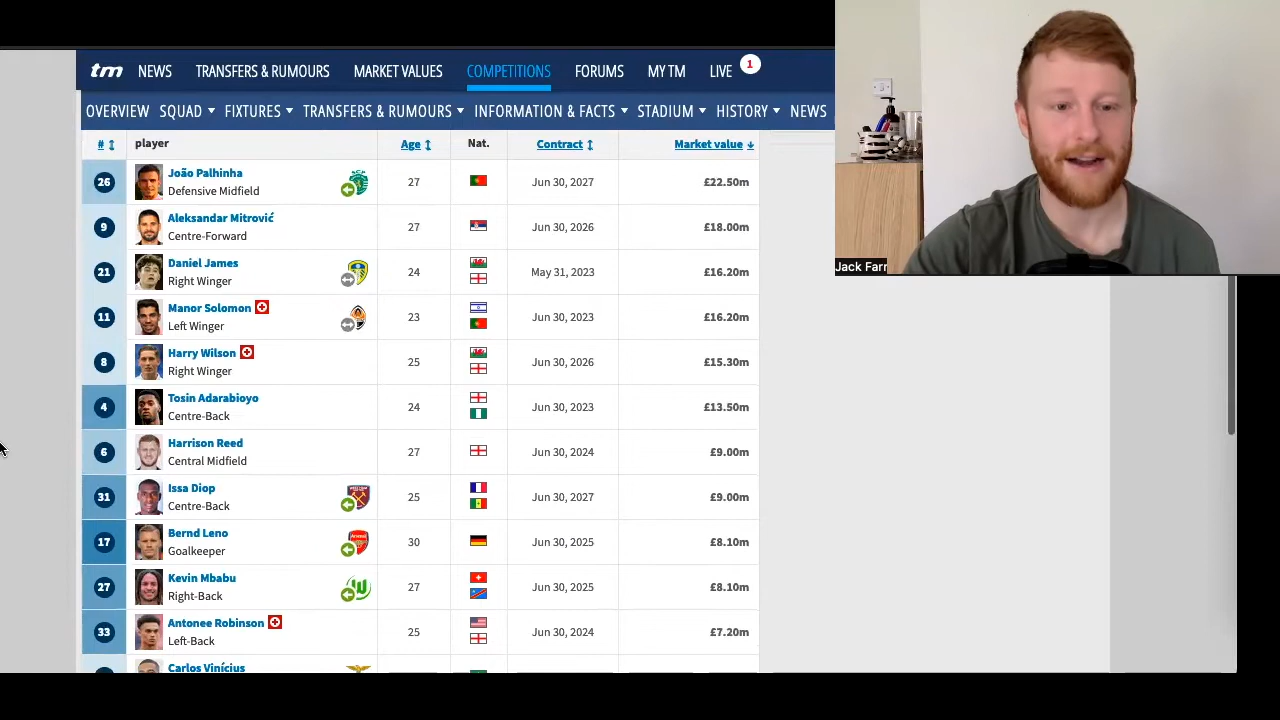 tm NEWS TRANSFERS & RUMOURS MARKET VALUES COMPETITIONS FORUMS MY TM LIVE 1
OVERVIEW SQUAD FIXTURES TRANSFERS & RUMOURS INFORMATION & FACTS STADIUM HISTORY NEWS
# player Age Nat. Contract Market value
26 João Palhinha 27 Jun 30, 2027 £22.50m
Defensive Midfield
9 Aleksandar Mitrović 27 Jun 30, 2026 £18.00m
Centre-Forward
21 Daniel James 24 May 31, 2023 £16.20m
Right Winger
Jack Farr
11 Manor Solomon 23 Jun 30, 2023 £16.20m
Left Winger
8 Harry Wilson 25 Jun 30, 2026 £15.30m
Right Winger
4 Tosin Adarabioyo 24 Jun 30, 2023 £13.50m
Centre-Back
6 Harrison Reed 27 Jun 30, 2024 £9.00m
Central Midfield
31 Issa Diop 25 Jun 30, 2027 £9.00m
Centre-Back
17 Bernd Leno 30 Jun 30, 2025 £8.10m
Goalkeeper
27 Kevin Mbabu 27 Jun 30, 2025 £8.10m
Right-Back
33 Antonee Robinson 25 Jun 30, 2024 £7.20m
Left-Back
Carlos Vinícius